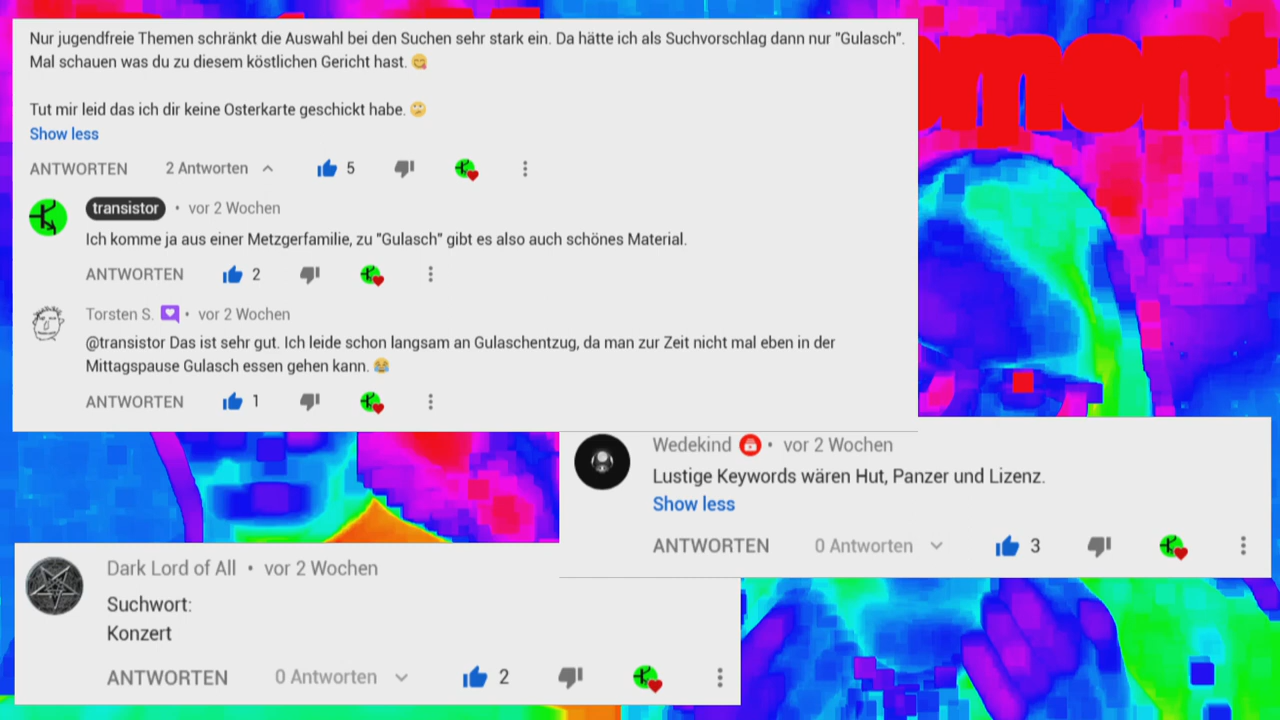 Nur jugendfreie Themen schränkt die Auswahl bei den Suchen sehr stark ein. Da hätte ich als Suchvorschlag dann nur "Gulasch".
Mal schauen was du zu diesem köstlichen Gericht hast. 😋
Tut mir leid das ich dir keine Osterkarte geschickt habe. 🙄
Show less
ANTWORTEN 2 Antworten 5
transistor • vor 2 Wochen
Ich komme ja aus einer Metzgerfamilie, zu "Gulasch" gibt es also auch schönes Material.
ANTWORTEN 2
Torsten S. • vor 2 Wochen
@transistor Das ist sehr gut. Ich leide schon langsam an Gulaschentzug, da man zur Zeit nicht mal eben in der
Mittagspause Gulasch essen gehen kann. 😂
ANTWORTEN 1
Wedekind • vor 2 Wochen
Lustige Keywords wären Hut, Panzer und Lizenz.
Show less
ANTWORTEN 0 Antworten 3
Dark Lord of All • vor 2 Wochen
Suchwort:
Konzert
ANTWORTEN 0 Antworten 2